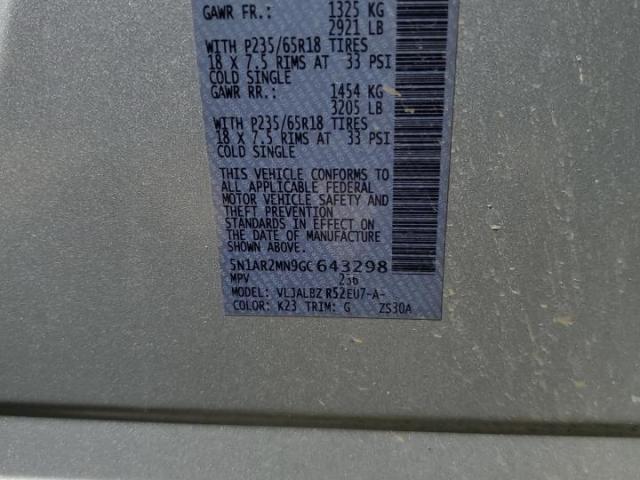 GAWR FR.: 1325 KG
2921 LB
WITH P235/65R18 TIRES
18 X 7.5 RIMS AT 33 PSI
COLD SINGLE
GAWR RR.: 1454 KG
3205 LB
WITH P235/65R18 TIRES
18 X 7.5 RIMS AT 33 PSI
COLD SINGLE
THIS VEHICLE CONFORMS TO
ALL APPLICABLE FEDERAL
MOTOR VEHICLE SAFETY AND
THEFT PREVENTION
STANDARDS IN EFFECT ON
THE DATE OF MANUFACTURE
SHOWN ABOVE.
5N1AR2MN9GC643298
MPV 236
MODEL: VLJALBZ R52EU7-A-
COLOR: K23 TRIM: G ZS30A